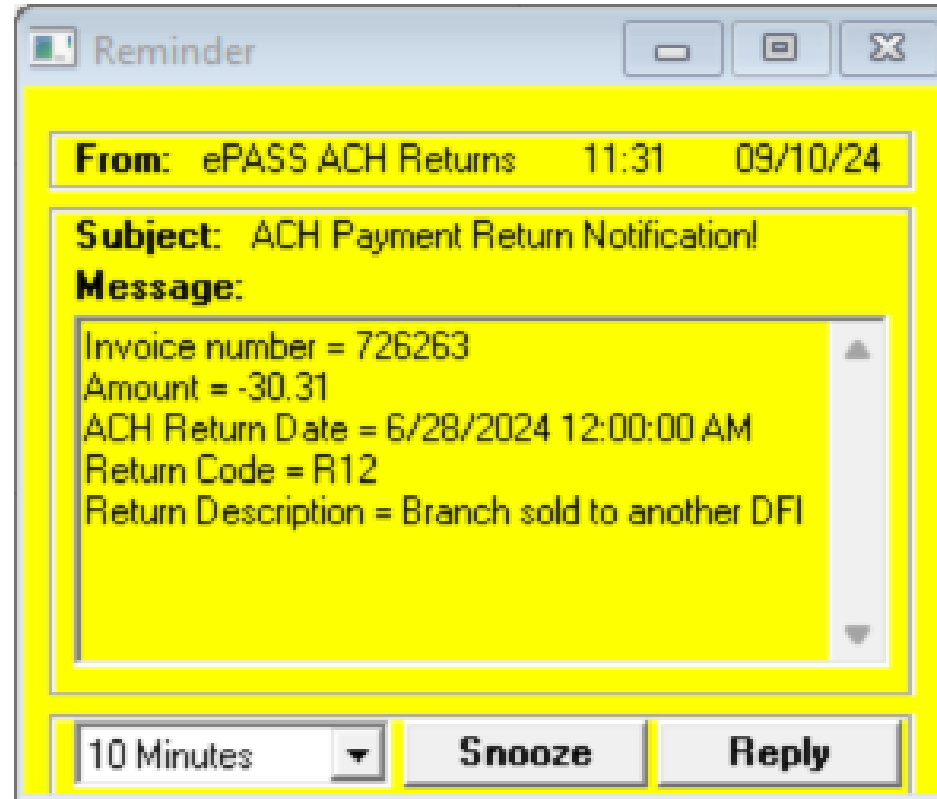 Reminder
From: ePASS ACH Returns 11:31 09/10/24
Subject: ACH Payment Return Notification!
Message:
Invoice number = 726263
Amount = -30.31
ACH Return Date = 6/28/2024 12:00:00 AM
Return Code = R12
Return Description = Branch sold to another DFI
10 Minutes Snooze Reply